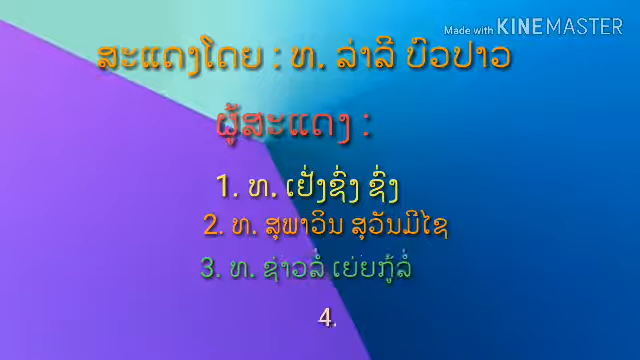 Made with KINEMASTER
ສະແດງໂດຍ : ທ. ລ່າລີ ບົວປາວ
ຜູ້ສະແດງ :
1. ທ. ເຢັ່ງຊົ່ງ ຊົ່ງ
2. ທ. ສຸພາວິນ ສຸວັນມີໄຊ
3. ທ. ຊ່າວລໍ່ ເຍ່ຍກູ້ລໍ່
4.